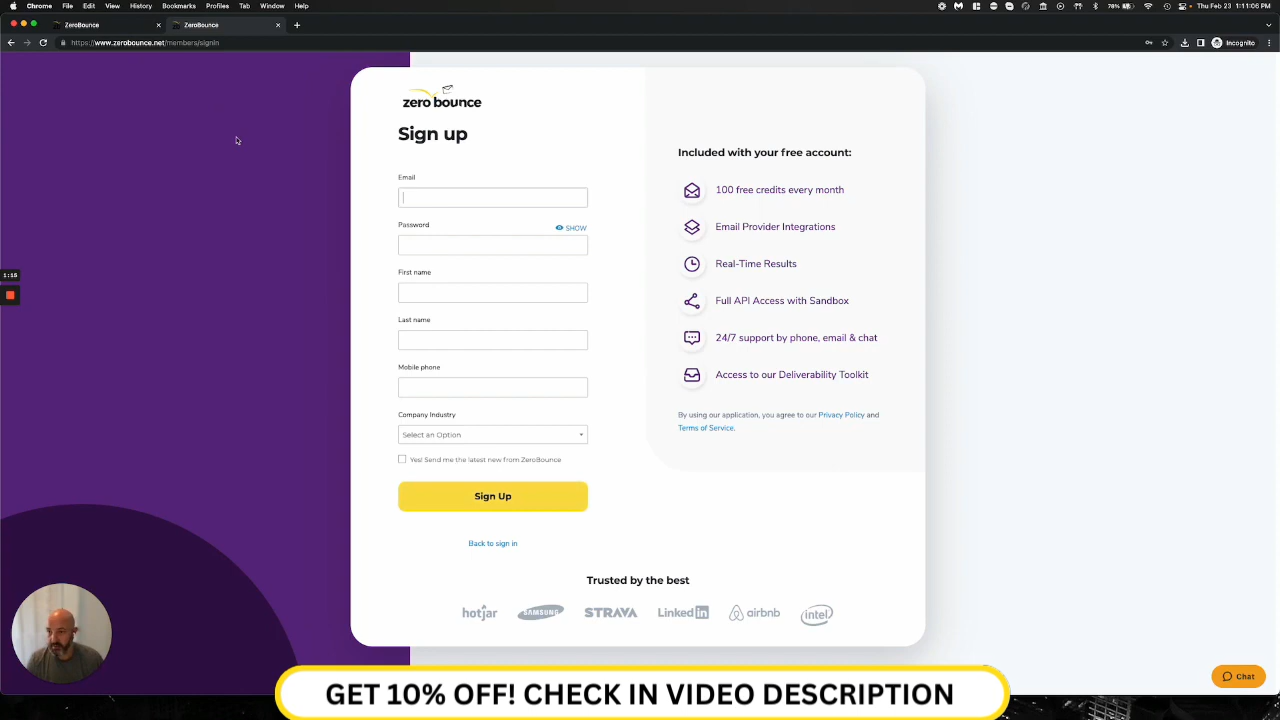 Chrome File Edit View History Bookmarks Profiles Tab Window Help
78% Thu Feb 23 1:11:06 PM
ZeroBounce
ZeroBounce
https://www.zerobounce.net/members/signin
Incognito
zero bounce
Sign up
Email
Password
SHOW
First name
Last name
Mobile phone
Company Industry
Select an Option
Yes! Send me the latest new from ZeroBounce
Sign Up
Back to sign in
Included with your free account:
100 free credits every month
Email Provider Integrations
Real-Time Results
Full API Access with Sandbox
24/7 support by phone, email & chat
Access to our Deliverability Toolkit
By using our application, you agree to our Privacy Policy and
Terms of Service.
1:15
Trusted by the best
hotjar SAMSUNG STRAVA Linkedin airbnb intel
Chat
GET 10% OFF! CHECK IN VIDEO DESCRIPTION